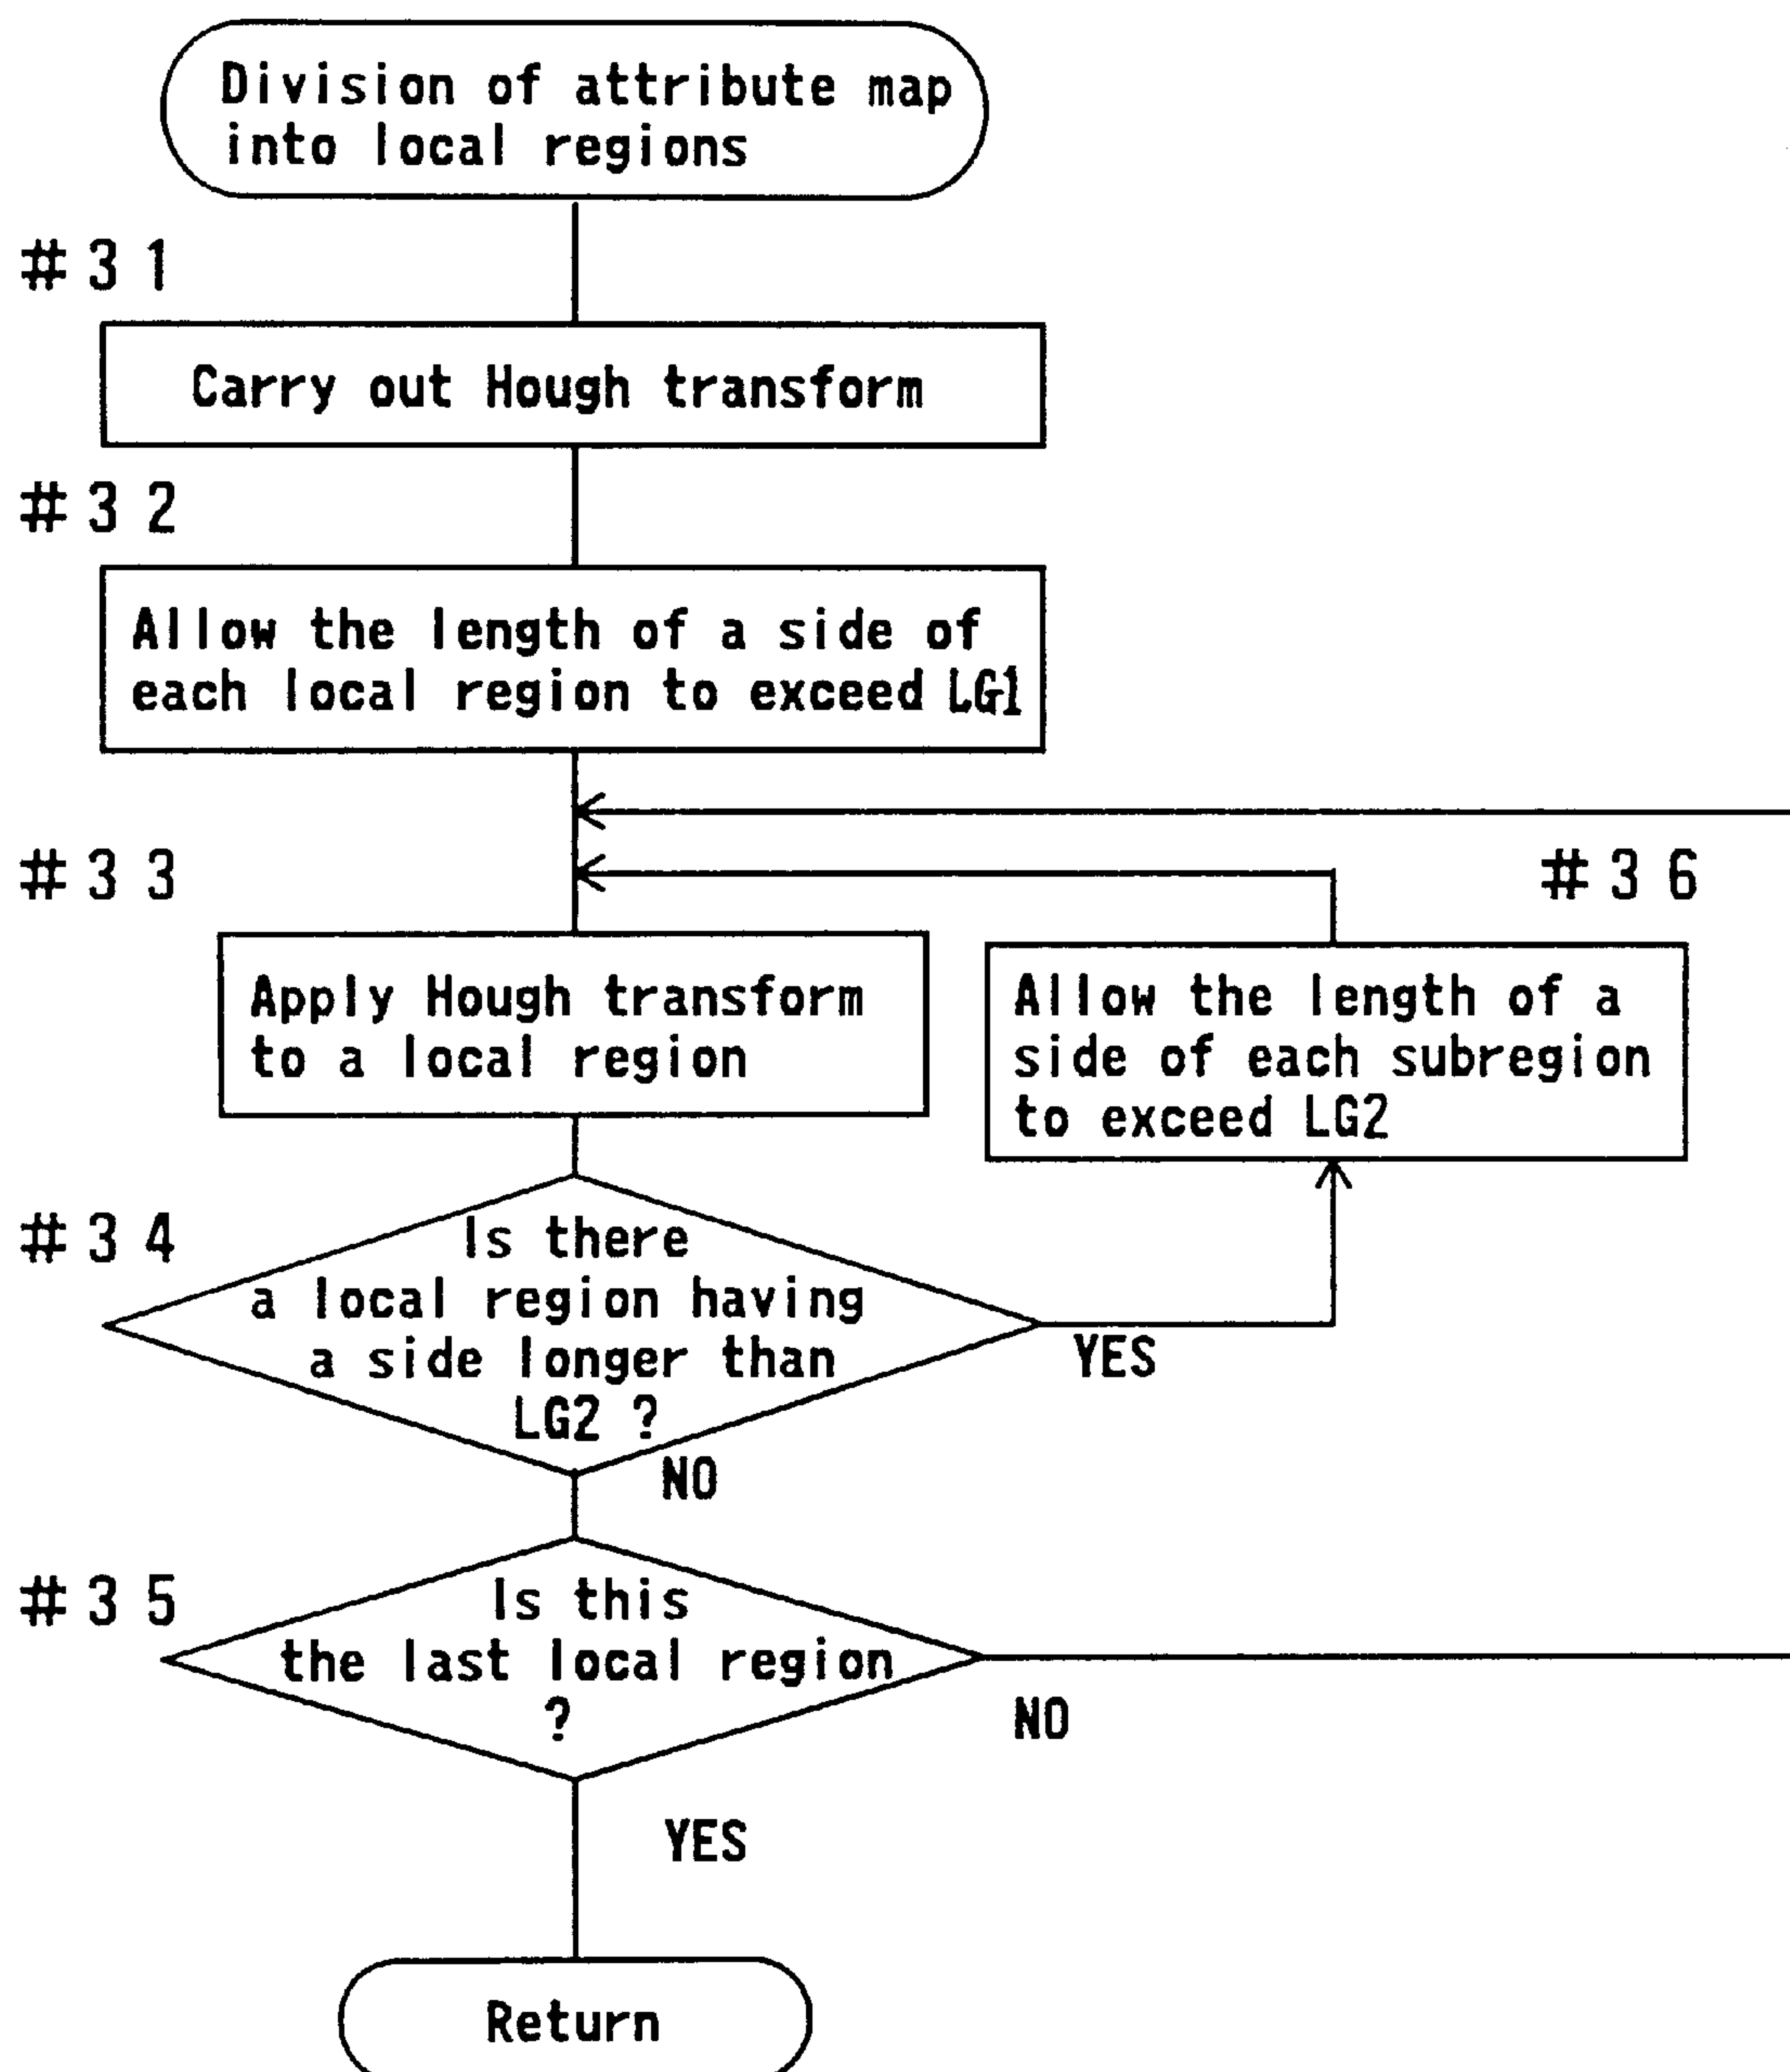 Division of attribute map
into local regions
#31
Carry out Hough transform
#32
Allow the length of a side of
each local region to exceed LG1
#33
#36
Apply Hough transform
to a local region
Allow the length of a
side of each subregion
to exceed LG2
#34
Is there
a local region having
a side longer than
LG2 ?
YES
NO
#35
Is this
the last local region
?
NO
YES
Return